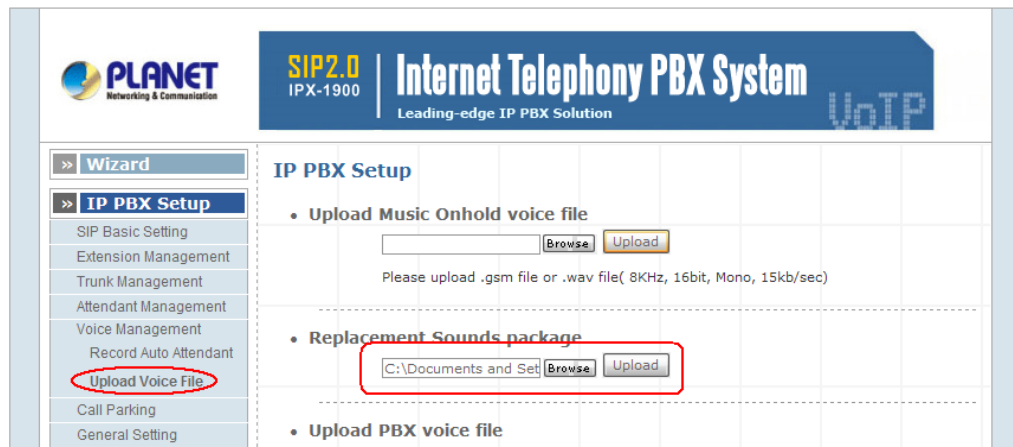 PLANET
Networking & Communication
SIP2.0
IPX-1900
Internet Telephony PBX System
Leading-edge IP PBX Solution
VoIP
» Wizard
» IP PBX Setup
SIP Basic Setting
Extension Management
Trunk Management
Attendant Management
Voice Management
Record Auto Attendant
Upload Voice File
Call Parking
General Setting
IP PBX Setup
• Upload Music Onhold voice file
Browse Upload
Please upload .gsm file or .wav file( 8KHz, 16bit, Mono, 15kb/sec)
• Replacement Sounds package
C:\Documents and Set Browse Upload
• Upload PBX voice file